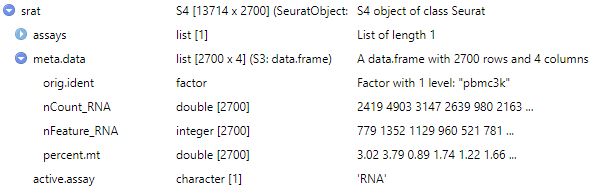 srat S4 [13714 x 2700] (SeuratObject: S4 object of class Seurat
assays list [1] List of length 1
meta.data list [2700 x 4] (S3: data.frame) A data.frame with 2700 rows and 4 columns
orig.ident factor Factor with 1 level: "pbmc3k"
nCount_RNA double [2700] 2419 4903 3147 2639 980 2163 ...
nFeature_RNA integer [2700] 779 1352 1129 960 521 781 ...
percent.mt double [2700] 3.02 3.79 0.89 1.74 1.22 1.66 ...
active.assay character [1] 'RNA'